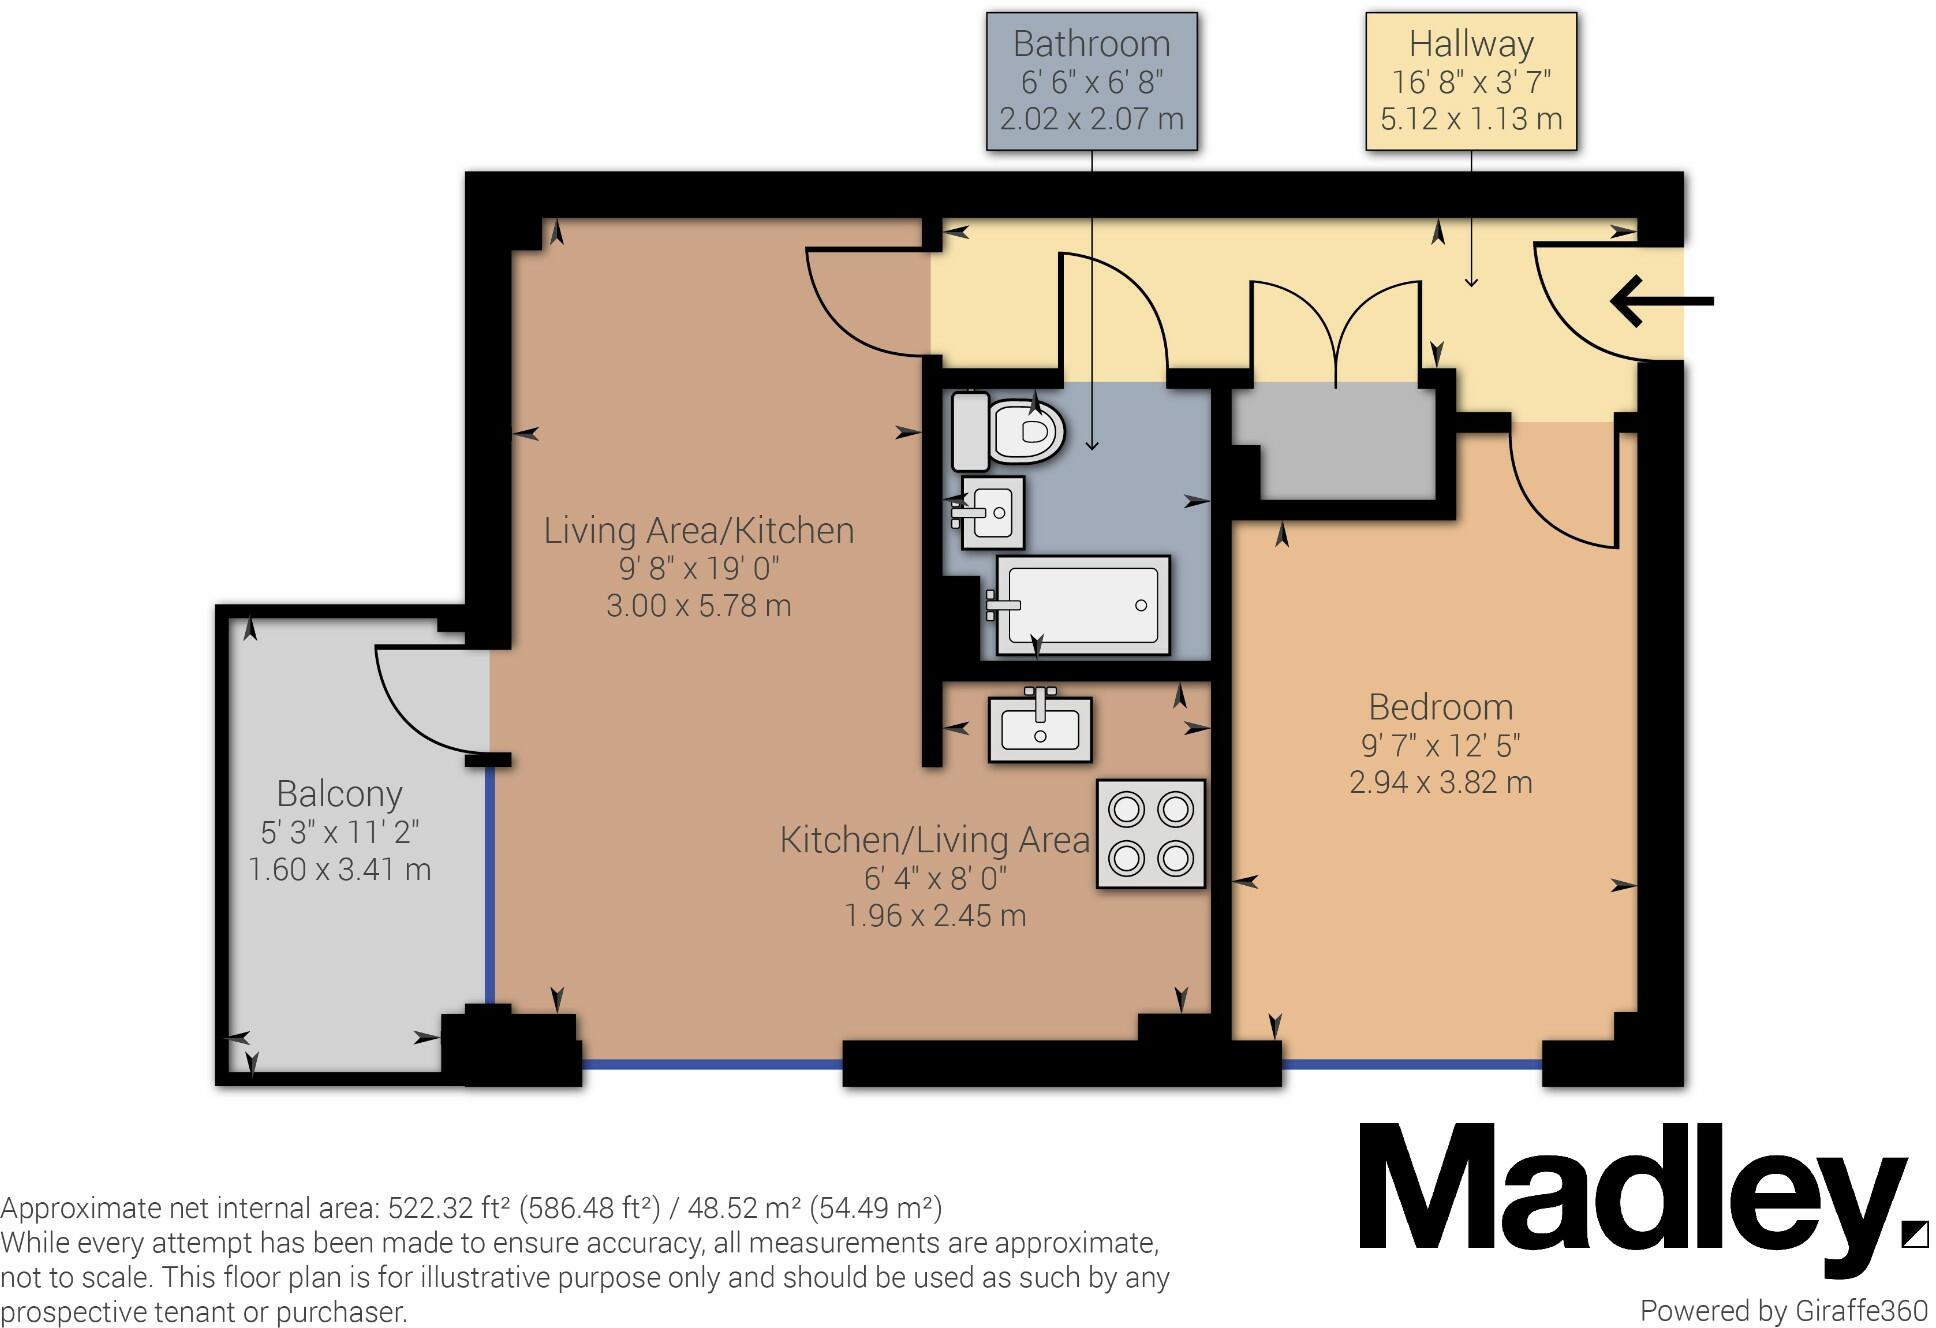 Bathroom
6' 6" x 6' 8"
2.02 x 2.07 m
Hallway
16' 8" x 3' 7"
5.12 x 1.13 m
Living Area/Kitchen
9' 8" x 19' 0"
3.00 x 5.78 m
Bedroom
9' 7" x 12' 5"
2.94 x 3.82 m
Balcony
5' 3" x 11' 2"
1.60 x 3.41 m
Kitchen/Living Area
6' 4" x 8' 0"
1.96 x 2.45 m
Madley.
Approximate net internal area: 522.32 ft² (586.48 ft²) / 48.52 m² (54.49 m²)
While every attempt has been made to ensure accuracy, all measurements are approximate,
not to scale. This floor plan is for illustrative purpose only and should be used as such by any
prospective tenant or purchaser.
Powered by Giraffe360